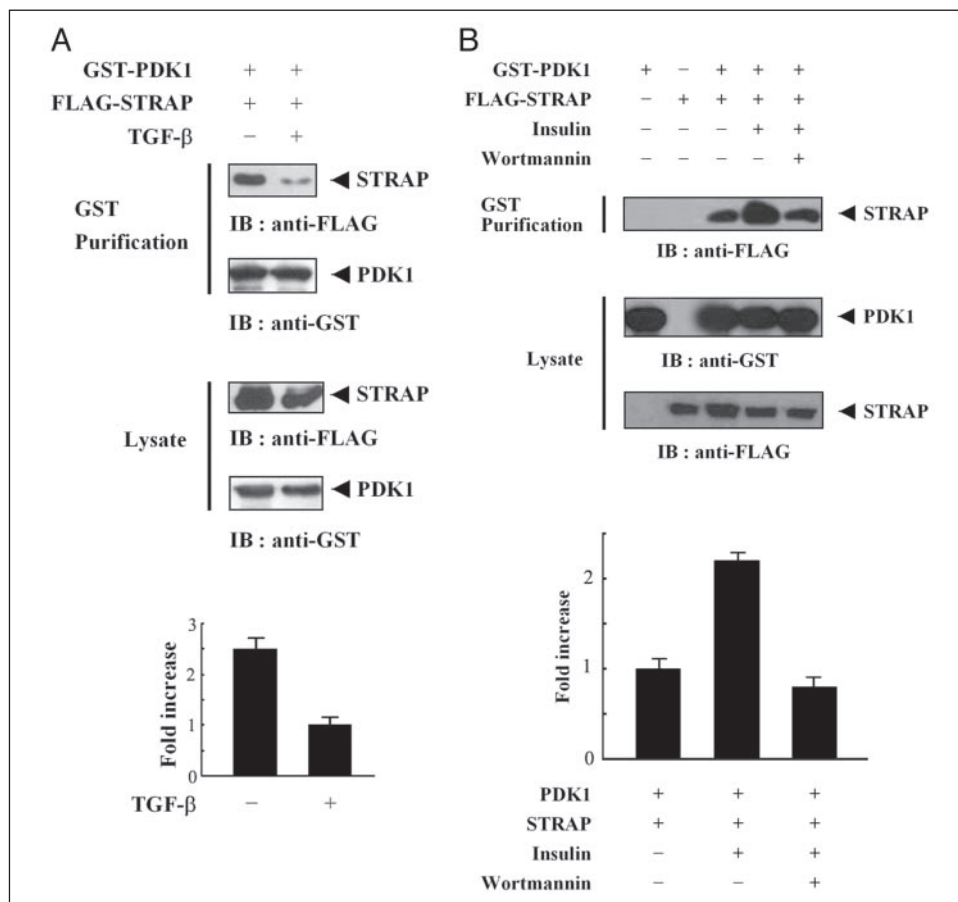 A
GST-PDK1 + +
FLAG-STRAP + +
TGF-β − +
GST
Purification
◄ STRAP
IB : anti-FLAG
◄ PDK1
IB : anti-GST
Lysate
◄ STRAP
IB : anti-FLAG
◄ PDK1
IB : anti-GST
Fold increase
3
2
1
0
TGF-β − +
B
GST-PDK1 + − + + +
FLAG-STRAP − + + + +
Insulin − − − + +
Wortmannin − − − − +
GST
Purification
◄ STRAP
IB : anti-FLAG
Lysate
◄ PDK1
IB : anti-GST
◄ STRAP
IB : anti-FLAG
Fold increase
2
1
0
PDK1 + + +
STRAP + + +
Insulin − + +
Wortmannin − − +